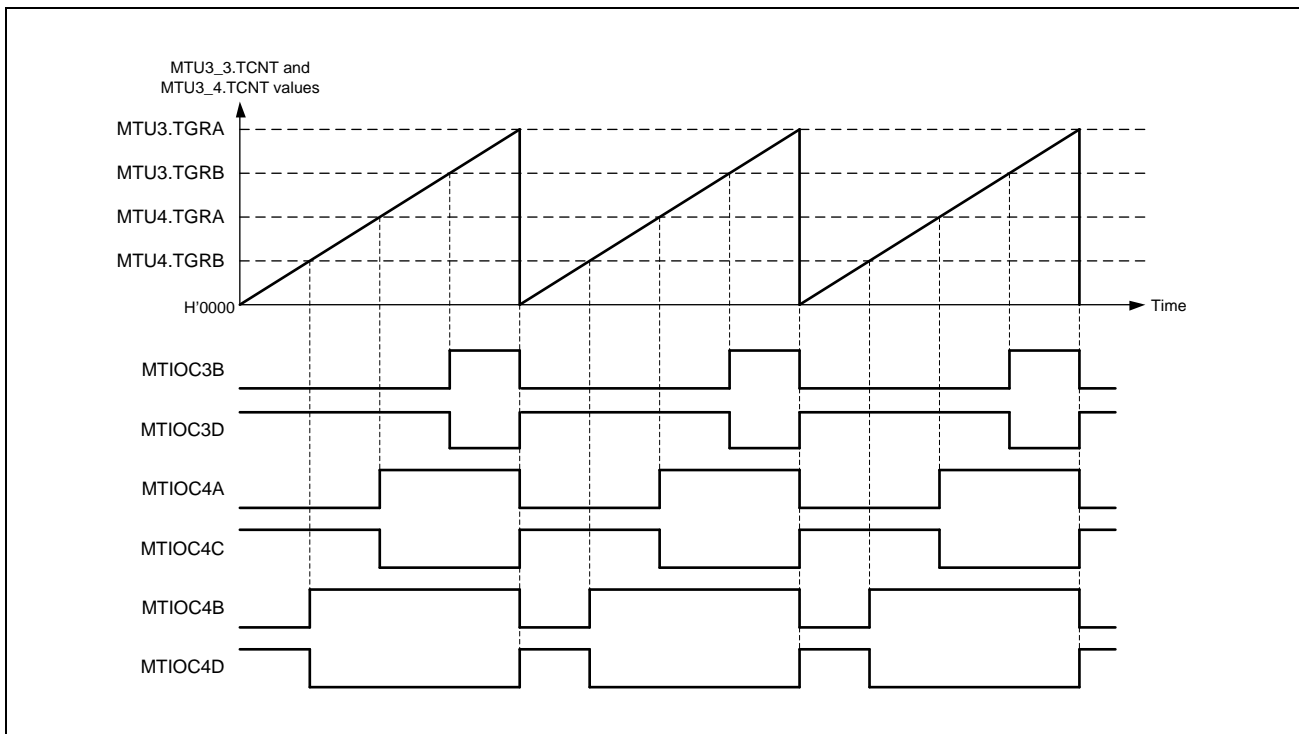 MTU3_3.TCNT and
MTU3_4.TCNT values
MTU3.TGRA
MTU3.TGRB
MTU4.TGRA
MTU4.TGRB
H'0000
Time
MTIOC3B
MTIOC3D
MTIOC4A
MTIOC4C
MTIOC4B
MTIOC4D